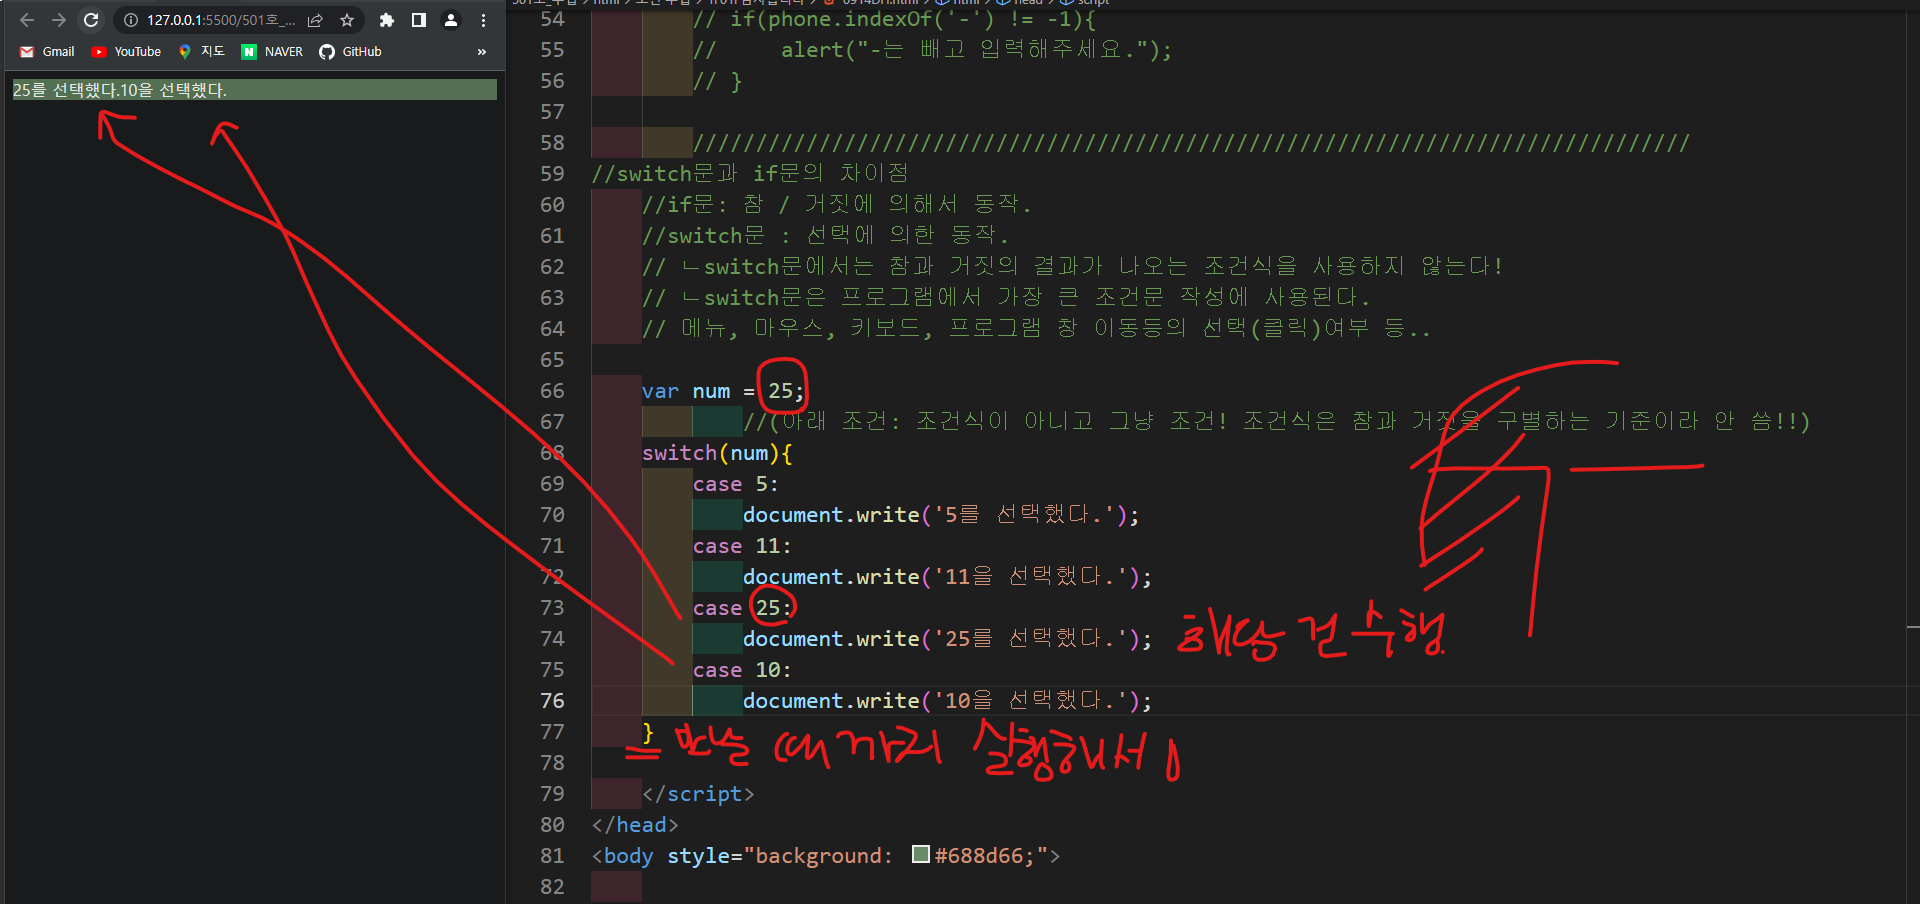 127.0.0.1:5500/501호_...
Gmail YouTube 지도 NAVER GitHub »
25를 선택했다.10을 선택했다.
54 // if(phone.indexOf('-') != -1){
55 //     alert("-는 빼고 입력해주세요.");
56 // }
57
58 ///////////////////////////////////////////////////////////////////////////////
59 //switch문과 if문의 차이점
60 //if문: 참 / 거짓에 의해서 동작.
61 //switch문 : 선택에 의한 동작.
62 // ㄴswitch문에서는 참과 거짓의 결과가 나오는 조건식을 사용하지 않는다!
63 // ㄴswitch문은 프로그램에서 가장 큰 조건문 작성에 사용된다.
64 // 메뉴, 마우스, 키보드, 프로그램 창 이동등의 선택(클릭)여부 등..
65
66 var num = 25;
67 //(아래 조건: 조건식이 아니고 그냥 조건! 조건식은 참과 거짓을 구별하는 기준이라 안 씀!!)
68 switch(num){
69 case 5:
70 document.write('5를 선택했다.');
71 case 11:
72 document.write('11을 선택했다.');
73 case 25:
74 document.write('25를 선택했다.'); 해당 건 수행
75 case 10:
76 document.write('10을 선택했다.');
77 }
만날 때까지 실행해서
78
79 </script>
80 </head>
81 <body style="background: #688d66;">
82